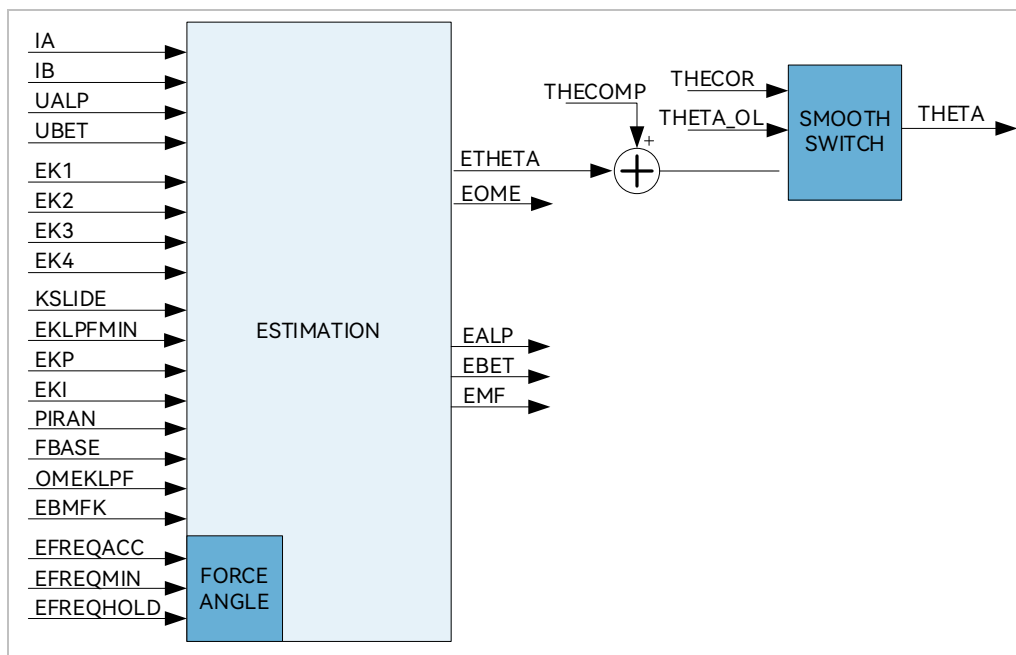 IA
IB
UALP
UBET
EK1
EK2
EK3
EK4
KSLIDE
EKLPFMIN
EKP
EKI
PIRAN
FBASE
OMEKLPF
EBMFK
EFREQACC
EFREQMIN
EFREQHOLD
FORCE
ANGLE
ESTIMATION
ETHETA
EOME
EALP
EBET
EMF
THECOMP
+
THECOR
THETA_OL
SMOOTH
SWITCH
THETA